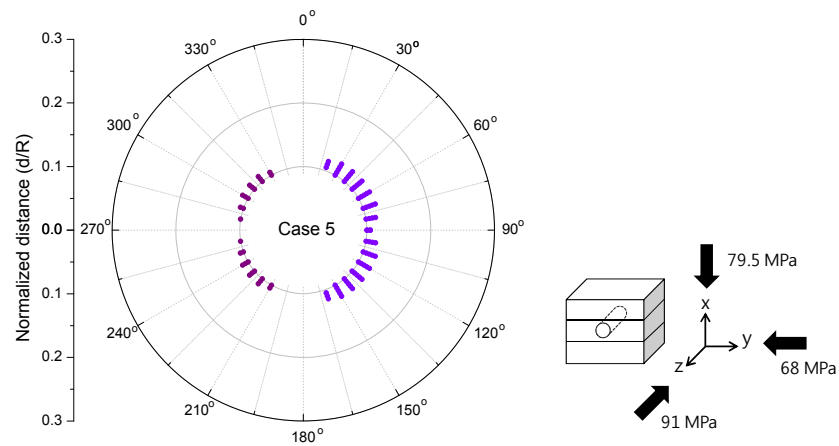 Normalized distance (d/R)
0.3
0.2
0.1
0.0
0.1
0.2
0.3
0°
30°
60°
90°
120°
150°
180°
210°
240°
270°
300°
330°
Case 5
79.5 MPa
x
y
z
68 MPa
91 MPa